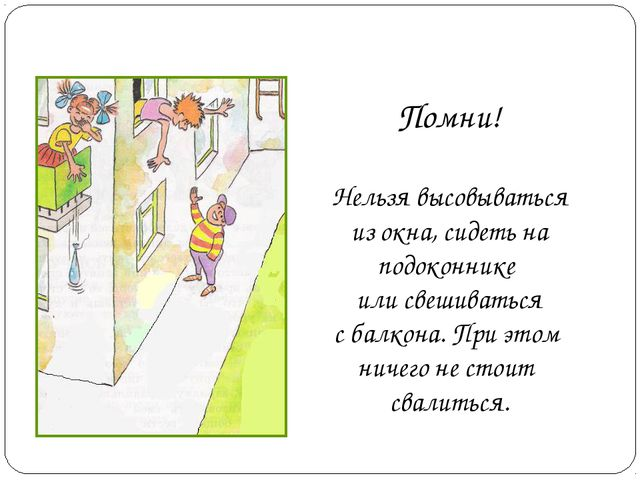 Помни!
Нельзя высовываться
из окна, сидеть на
подоконнике
или свешиваться
с балкона. При этом
ничего не стоит
свалиться.